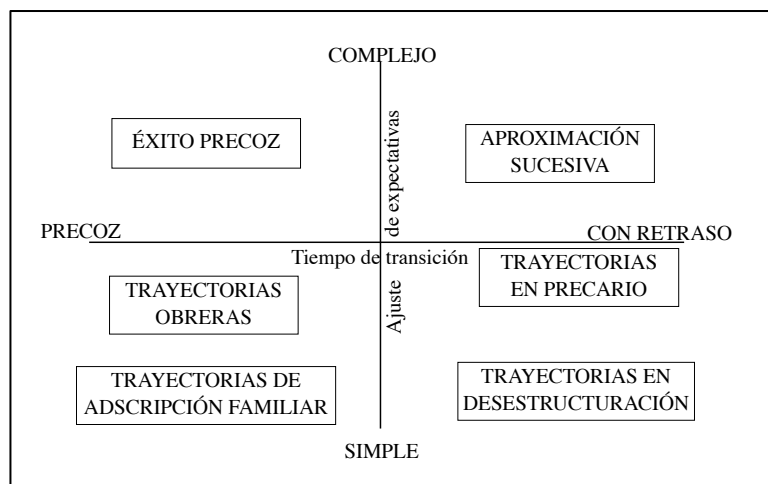 COMPLEJO
ÉXITO PRECOZ
de expectativas
APROXIMACIÓN
SUCESIVA
PRECOZ
CON RETRASO
Tiempo de transición
TRAYECTORIAS
EN PRECARIO
TRAYECTORIAS
OBRERAS
Ajuste
TRAYECTORIAS DE
ADSCRIPCIÓN FAMILIAR
TRAYECTORIAS EN
DESESTRUCTURACIÓN
SIMPLE